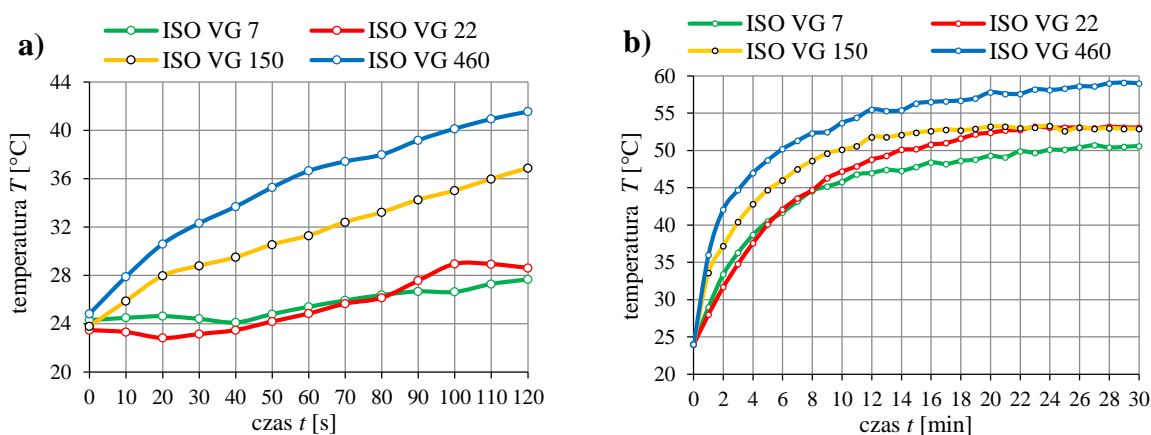 a)
ISO VG 7
ISO VG 22
ISO VG 150
ISO VG 460
temperatura T [°C]
44
40
36
32
28
24
20
0 10 20 30 40 50 60 70 80 90 100 110 120
czas t [s]
b)
ISO VG 7
ISO VG 22
ISO VG 150
ISO VG 460
temperatura T [°C]
60
55
50
45
40
35
30
25
20
0 2 4 6 8 10 12 14 16 18 20 22 24 26 28 30
czas t [min]